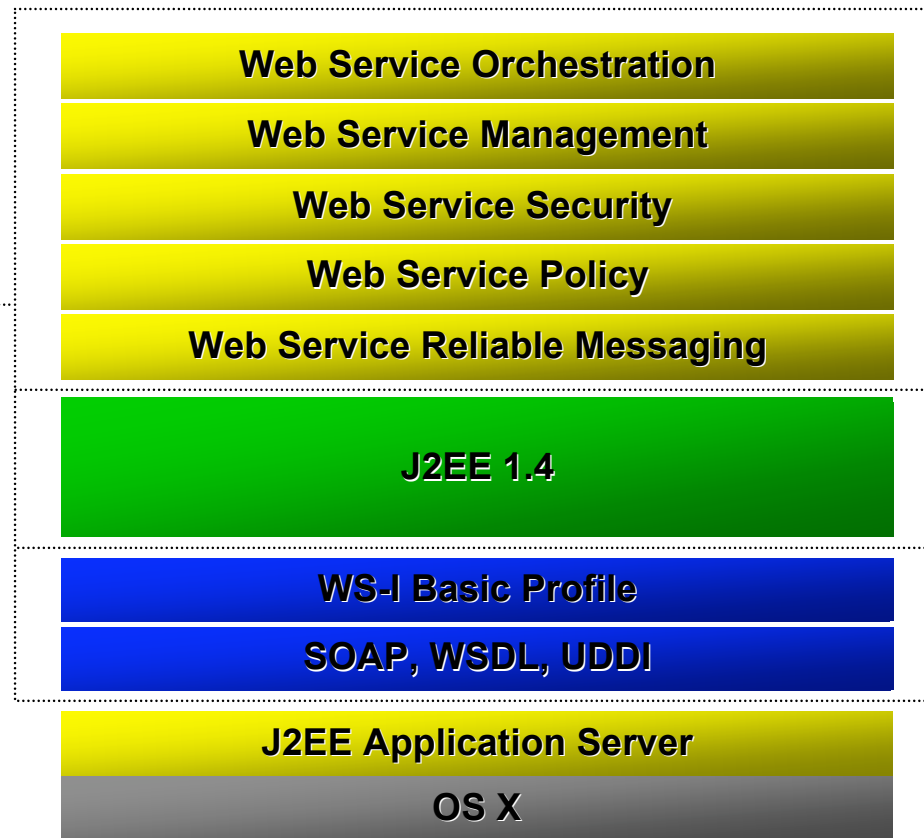 Web Service Orchestration
Web Service Management
Web Service Security
Web Service Policy
Web Service Reliable Messaging
J2EE 1.4
WS-I Basic Profile
SOAP, WSDL, UDDI
J2EE Application Server
OS X